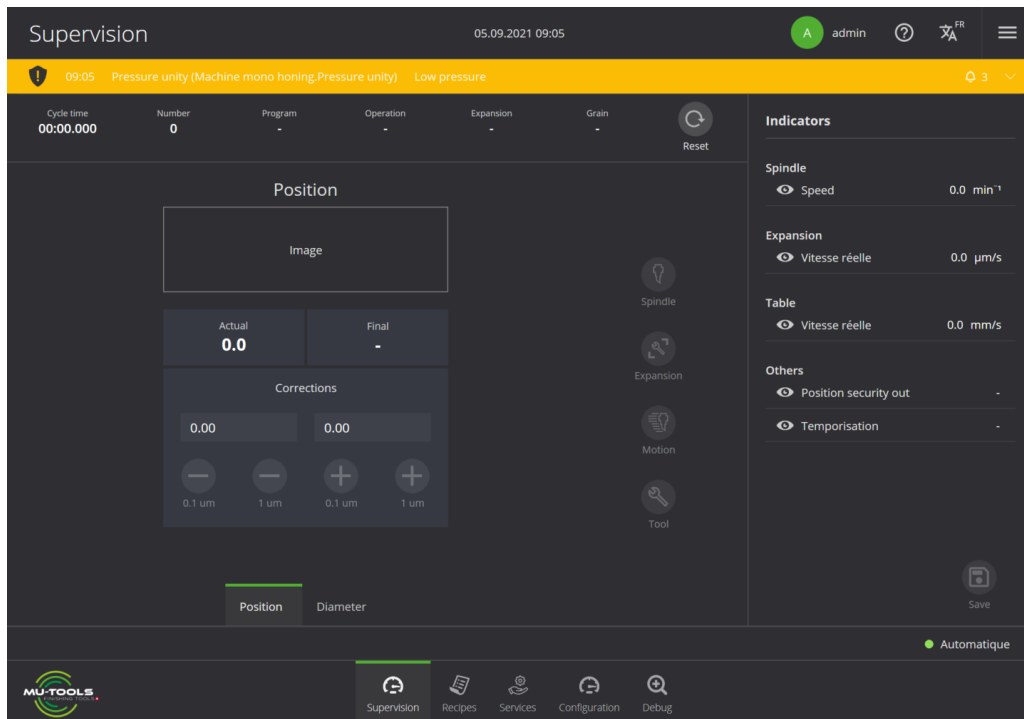 Supervision
05.09.2021 09:05
A admin
? FR
09:05 Pressure unity (Machine mono honing.Pressure unity) Low pressure
3
Cycle time Number Program Operation Expansion Grain
00:00.000 0 - - - -
Reset
Indicators
Spindle
Speed 0.0 min⁻¹
Expansion
Vitesse réelle 0.0 µm/s
Table
Vitesse réelle 0.0 mm/s
Others
Position security out -
Temporisation -
Save
Position
Image
Actual Final
0.0 -
Corrections
0.00 0.00
0.1 um 1 um 0.1 um 1 um
Spindle
Expansion
Motion
Tool
Position Diameter
Automatique
MU-TOOLS
FINISHING TOOLS
Supervision Recipes Services Configuration Debug